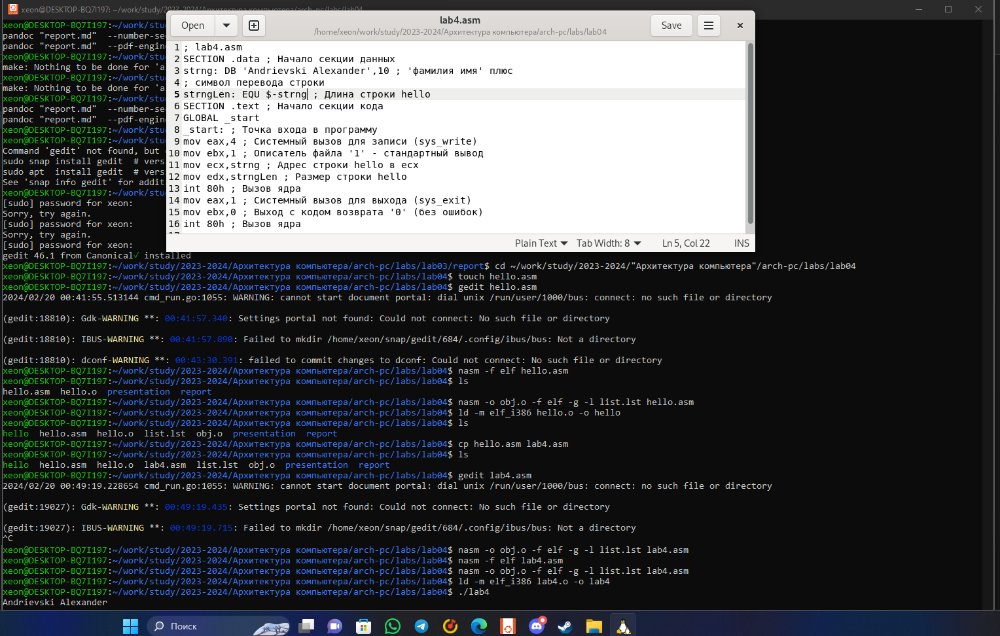 xeon@DESKTOP-BQ7I197: ~/work/study/2023-2024/Архитектура компьютера/arch-pc/labs/lab04
Open
lab4.asm
/home/xeon/work/study/2023-2024/Архитектура компьютера/arch-pc/labs/lab04
Save
1 ; lab4.asm
2 SECTION .data ; Начало секции данных
3 strng: DB 'Andrievski Alexander',10 ; 'фамилия имя' плюс
4 ; символ перевода строки
5 strngLen: EQU $-strng ; Длина строки hello
6 SECTION .text ; Начало секции кода
7 GLOBAL _start
8 _start: ; Точка входа в программу
9 mov eax,4 ; Системный вызов для записи (sys_write)
10 mov ebx,1 ; Описатель файла '1' - стандартный вывод
11 mov ecx,strng ; Адрес строки hello в ecx
12 mov edx,strngLen ; Размер строки hello
13 int 80h ; Вызов ядра
14 mov eax,1 ; Системный вызов для выхода (sys_exit)
15 mov ebx,0 ; Выход с кодом возврата '0' (без ошибок)
16 int 80h ; Вызов ядра
Plain Text Tab Width: 8 Ln 5, Col 22 INS
xeon@DESKTOP-BQ7I197:~/work/stu
pandoc "report.md" --number-se
pandoc "report.md" --pdf-engin
xeon@DESKTOP-BQ7I197:~/work/stu
make: Nothing to be done for 'a
xeon@DESKTOP-BQ7I197:~/work/stu
make: Nothing to be done for 'a
xeon@DESKTOP-BQ7I197:~/work/stu
pandoc "report.md" --number-se
pandoc "report.md" --pdf-engin
xeon@DESKTOP-BQ7I197:~/work/stu
xeon@DESKTOP-BQ7I197:~/work/stu
Command 'gedit' not found, but
sudo snap install gedit # vers
sudo apt install gedit # vers
See 'snap info gedit' for addit
xeon@DESKTOP-BQ7I197:~/work/stu
[sudo] password for xeon:
Sorry, try again.
[sudo] password for xeon:
Sorry, try again.
[sudo] password for xeon:
gedit 46.1 from Canonical✓ installed
xeon@DESKTOP-BQ7I197:~/work/study/2023-2024/Архитектура компьютера/arch-pc/labs/lab03/report$ cd ~/work/study/2023-2024/"Архитектура компьютера"/arch-pc/labs/lab04
xeon@DESKTOP-BQ7I197:~/work/study/2023-2024/Архитектура компьютера/arch-pc/labs/lab04$ touch hello.asm
xeon@DESKTOP-BQ7I197:~/work/study/2023-2024/Архитектура компьютера/arch-pc/labs/lab04$ gedit hello.asm
2024/02/20 00:41:55.513144 cmd_run.go:1055: WARNING: cannot start document portal: dial unix /run/user/1000/bus: connect: no such file or directory
(gedit:18810): Gdk-WARNING **: 00:41:57.340: Settings portal not found: Could not connect: No such file or directory
(gedit:18810): IBUS-WARNING **: 00:41:57.890: Failed to mkdir /home/xeon/snap/gedit/684/.config/ibus/bus: Not a directory
(gedit:18810): dconf-WARNING **: 00:43:30.391: failed to commit changes to dconf: Could not connect: No such file or directory
xeon@DESKTOP-BQ7I197:~/work/study/2023-2024/Архитектура компьютера/arch-pc/labs/lab04$ nasm -f elf hello.asm
xeon@DESKTOP-BQ7I197:~/work/study/2023-2024/Архитектура компьютера/arch-pc/labs/lab04$ ls
hello.asm hello.o presentation report
xeon@DESKTOP-BQ7I197:~/work/study/2023-2024/Архитектура компьютера/arch-pc/labs/lab04$ nasm -o obj.o -f elf -g -l list.lst hello.asm
xeon@DESKTOP-BQ7I197:~/work/study/2023-2024/Архитектура компьютера/arch-pc/labs/lab04$ ld -m elf_i386 hello.o -o hello
xeon@DESKTOP-BQ7I197:~/work/study/2023-2024/Архитектура компьютера/arch-pc/labs/lab04$ ls
hello hello.asm hello.o list.lst obj.o presentation report
xeon@DESKTOP-BQ7I197:~/work/study/2023-2024/Архитектура компьютера/arch-pc/labs/lab04$ cp hello.asm lab4.asm
xeon@DESKTOP-BQ7I197:~/work/study/2023-2024/Архитектура компьютера/arch-pc/labs/lab04$ ls
hello hello.asm hello.o lab4.asm list.lst obj.o presentation report
xeon@DESKTOP-BQ7I197:~/work/study/2023-2024/Архитектура компьютера/arch-pc/labs/lab04$ gedit lab4.asm
2024/02/20 00:49:19.228654 cmd_run.go:1055: WARNING: cannot start document portal: dial unix /run/user/1000/bus: connect: no such file or directory
(gedit:19027): Gdk-WARNING **: 00:49:19.435: Settings portal not found: Could not connect: No such file or directory
(gedit:19027): IBUS-WARNING **: 00:49:19.715: Failed to mkdir /home/xeon/snap/gedit/684/.config/ibus/bus: Not a directory
^C
xeon@DESKTOP-BQ7I197:~/work/study/2023-2024/Архитектура компьютера/arch-pc/labs/lab04$ nasm -o obj.o -f elf -g -l list.lst lab4.asm
xeon@DESKTOP-BQ7I197:~/work/study/2023-2024/Архитектура компьютера/arch-pc/labs/lab04$ nasm -f elf lab4.asm
xeon@DESKTOP-BQ7I197:~/work/study/2023-2024/Архитектура компьютера/arch-pc/labs/lab04$ nasm -o obj.o -f elf -g -l list.lst lab4.asm
xeon@DESKTOP-BQ7I197:~/work/study/2023-2024/Архитектура компьютера/arch-pc/labs/lab04$ ld -m elf_i386 lab4.o -o lab4
xeon@DESKTOP-BQ7I197:~/work/study/2023-2024/Архитектура компьютера/arch-pc/labs/lab04$ ./lab4
Andrievski Alexander
Поиск